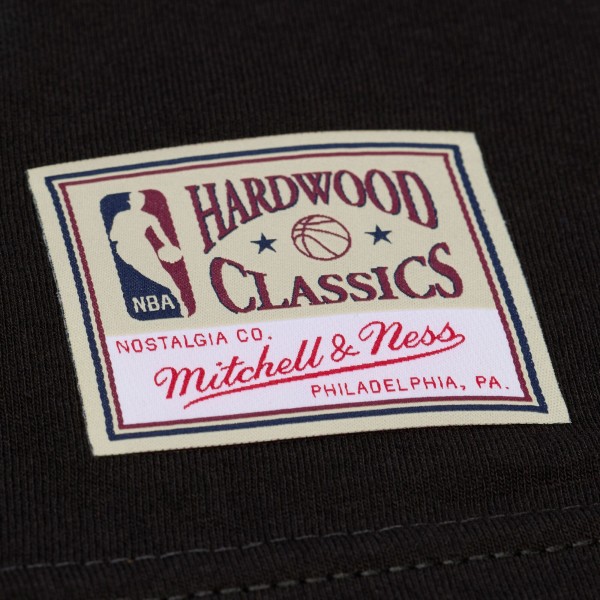 HARDWOOD
CLASSICS
NBA
NOSTALGIA CO.
Mitchell & Ness
PHILADELPHIA, PA.